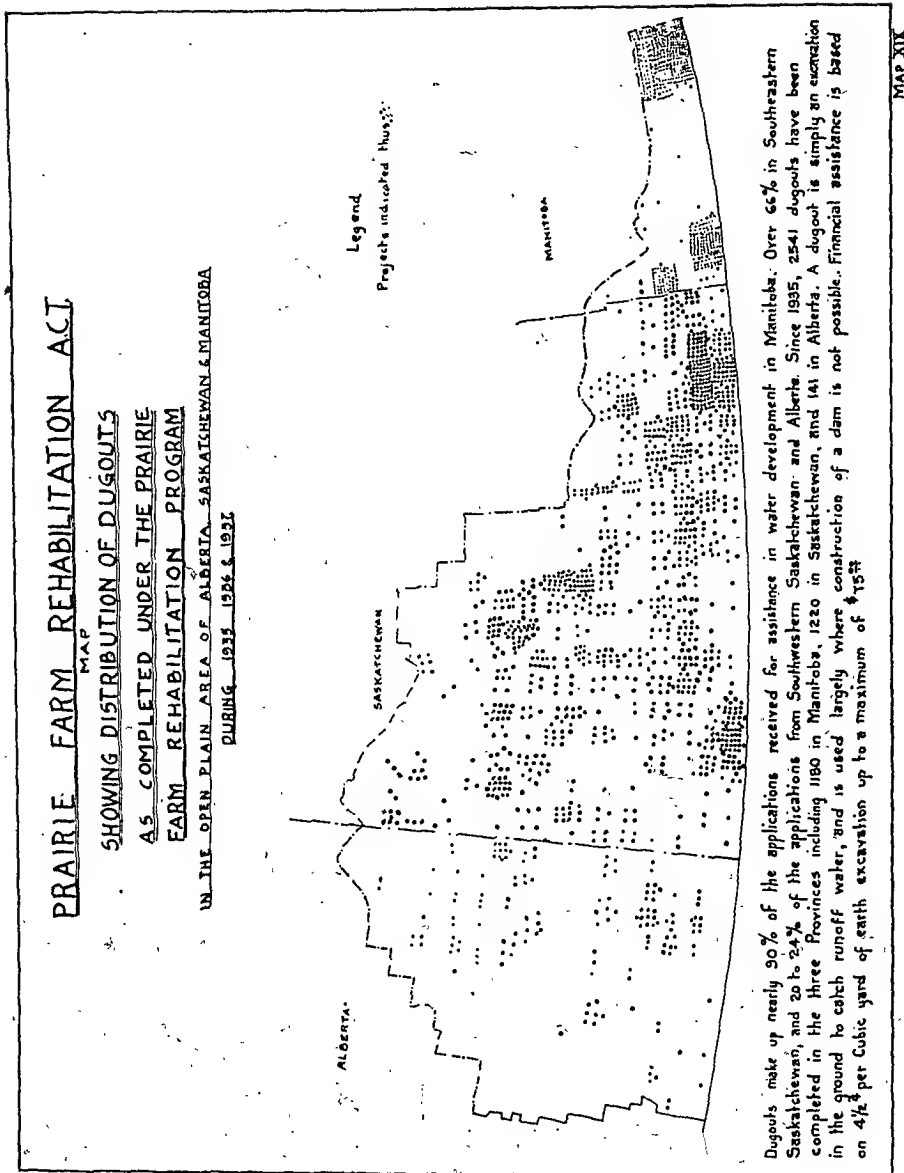 PRAIRIE FARM REHABILITATION ACT
MAP
SHOWING DISTRIBUTION OF DUGOUTS
AS COMPLETED UNDER THE PRAIRIE
FARM REHABILITATION PROGRAM
IN THE OPEN PLAIN AREA OF ALBERTA, SASKATCHEWAN & MANITOBA
DURING 1935 1936 & 1937
Legend
Projects indicated thus
ALBERTA
SASKATCHEWAN
MANITOBA
Dugouts make up nearly 90% of the applications received for assistance in water development in Manitoba. Over 66% in Southeastern
Saskatchewan, and 20 to 24% of the applications from Southwestern Saskatchewan and Alberta. Since 1935, 2541 dugouts have been
completed in the three Provinces including 1180 in Manitoba, 1220 in Saskatchewan, and 141 in Alberta. A dugout is simply an excavation
in the ground to catch runoff water, and is used largely where construction of a dam is not possible. Financial assistance is based
on 4½¢ per Cubic yard of earth excavation up to a maximum of $75.00
MAP XIX